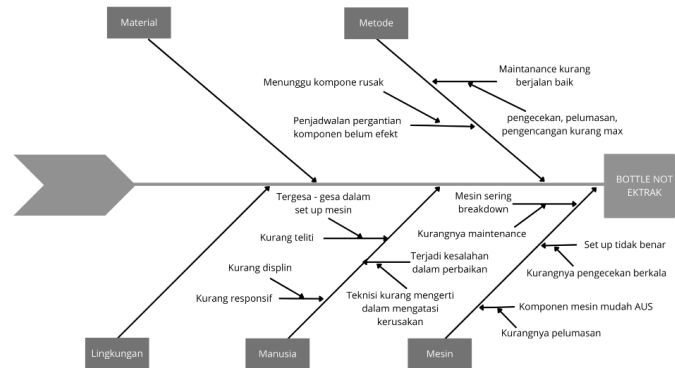 Material
Metode
Maintanance kurang
berjalan baik
Menunggu kompone rusak
pengecekan, pelumasan,
pengencangan kurang max
Penjadwalan pergantian
komponen belum efekt
BOTTLE NOT
EKTRAK
Tergesa - gesa dalam
set up mesin
Mesin sering
breakdown
Kurang teliti
Kurangnya maintenance
Set up tidak benar
Terjadi kesalahan
dalam perbaikan
Kurang displin
Kurangnya pengecekan berkala
Kurang responsif
Teknisi kurang mengerti
dalam mengatasi
kerusakan
Komponen mesin mudah AUS
Kurangnya pelumasan
Lingkungan
Manusia
Mesin